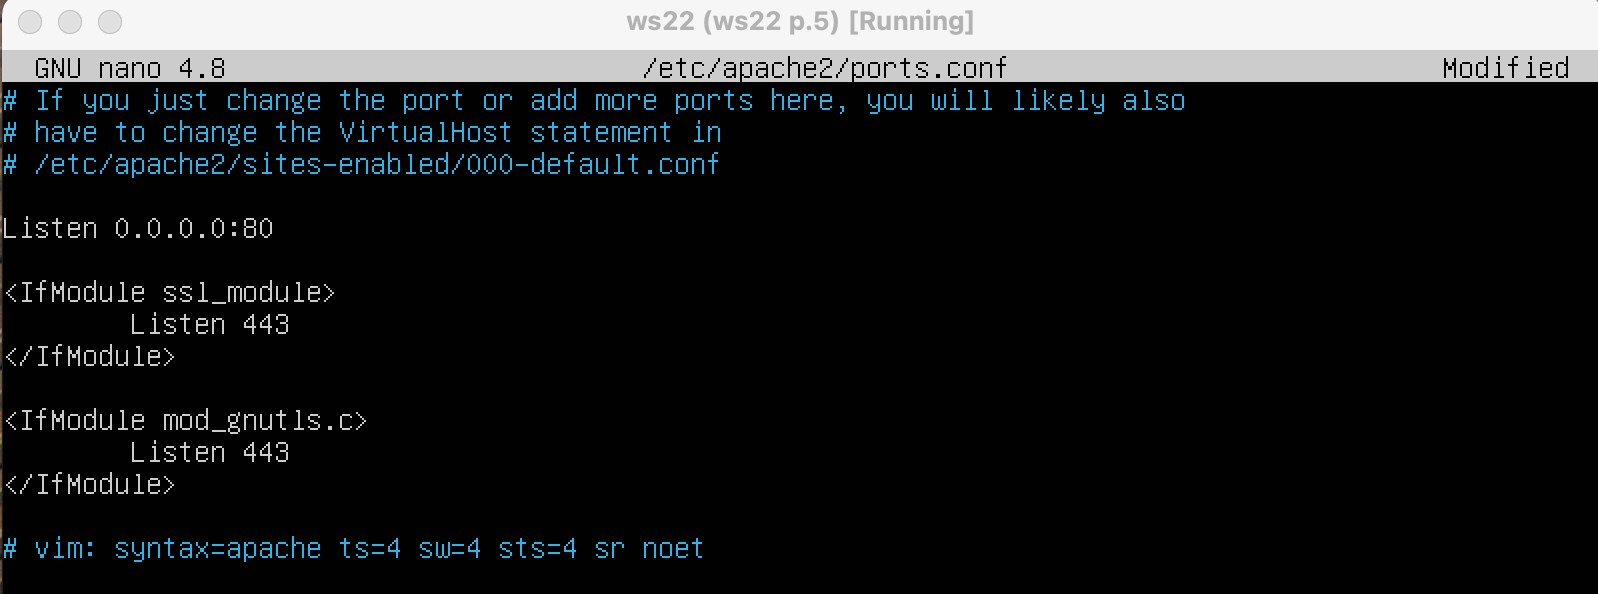 ws22 (ws22 p.5) [Running]
GNU nano 4.8 /etc/apache2/ports.conf Modified
# If you just change the port or add more ports here, you will likely also
# have to change the VirtualHost statement in
# /etc/apache2/sites-enabled/000-default.conf
Listen 0.0.0.0:80
<IfModule ssl_module>
Listen 443
</IfModule>
<IfModule mod_gnutls.c>
Listen 443
</IfModule>
# vim: syntax=apache ts=4 sw=4 sts=4 sr noet